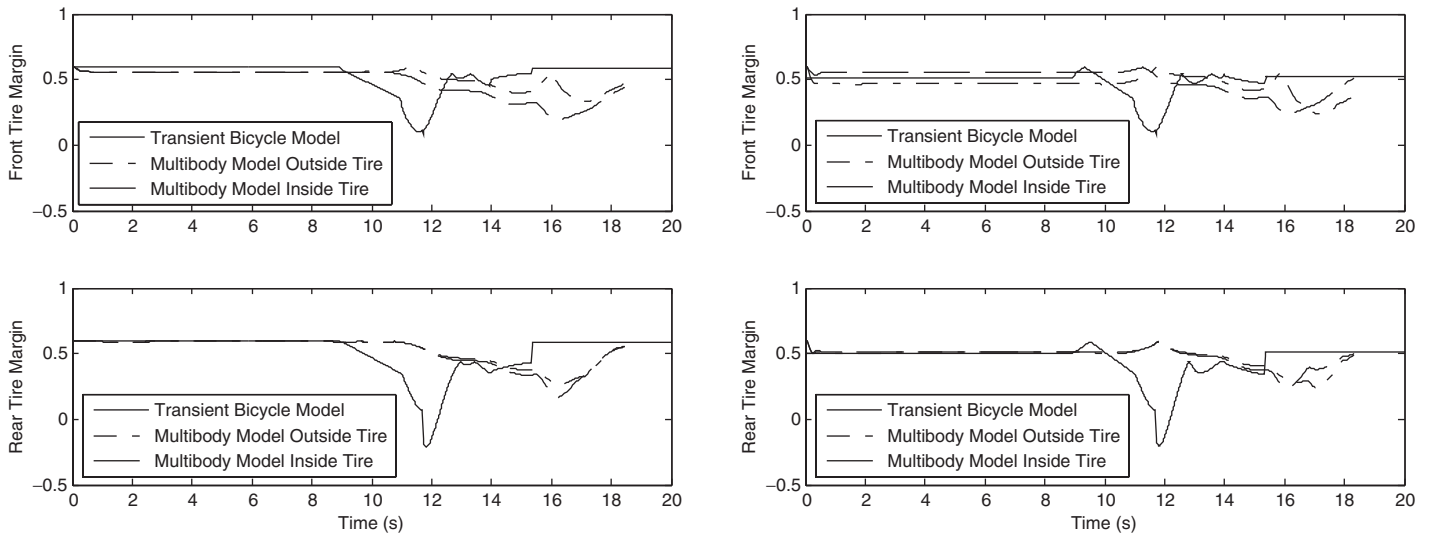 Front Tire Margin
1
0.5
0
−0.5
Transient Bicycle Model
Multibody Model Outside Tire
Multibody Model Inside Tire
0 2 4 6 8 10 12 14 16 18 20
Front Tire Margin
1
0.5
0
−0.5
Transient Bicycle Model
Multibody Model Outside Tire
Multibody Model Inside Tire
0 2 4 6 8 10 12 14 16 18 20
Rear Tire Margin
1
0.5
0
−0.5
Transient Bicycle Model
Multibody Model Outside Tire
Multibody Model Inside Tire
0 2 4 6 8 10 12 14 16 18 20
Time (s)
Rear Tire Margin
1
0.5
0
−0.5
Transient Bicycle Model
Multibody Model Outside Tire
Multibody Model Inside Tire
0 2 4 6 8 10 12 14 16 18 20
Time (s)